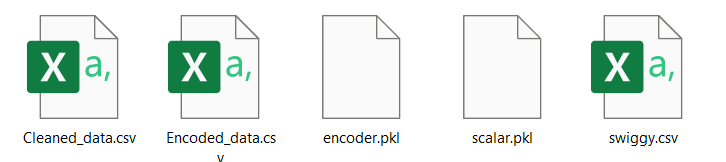 X a,
X a,
X a,
Cleaned_data.csv
Encoded_data.cs
v
encoder.pkl
scalar.pkl
swiggy.csv